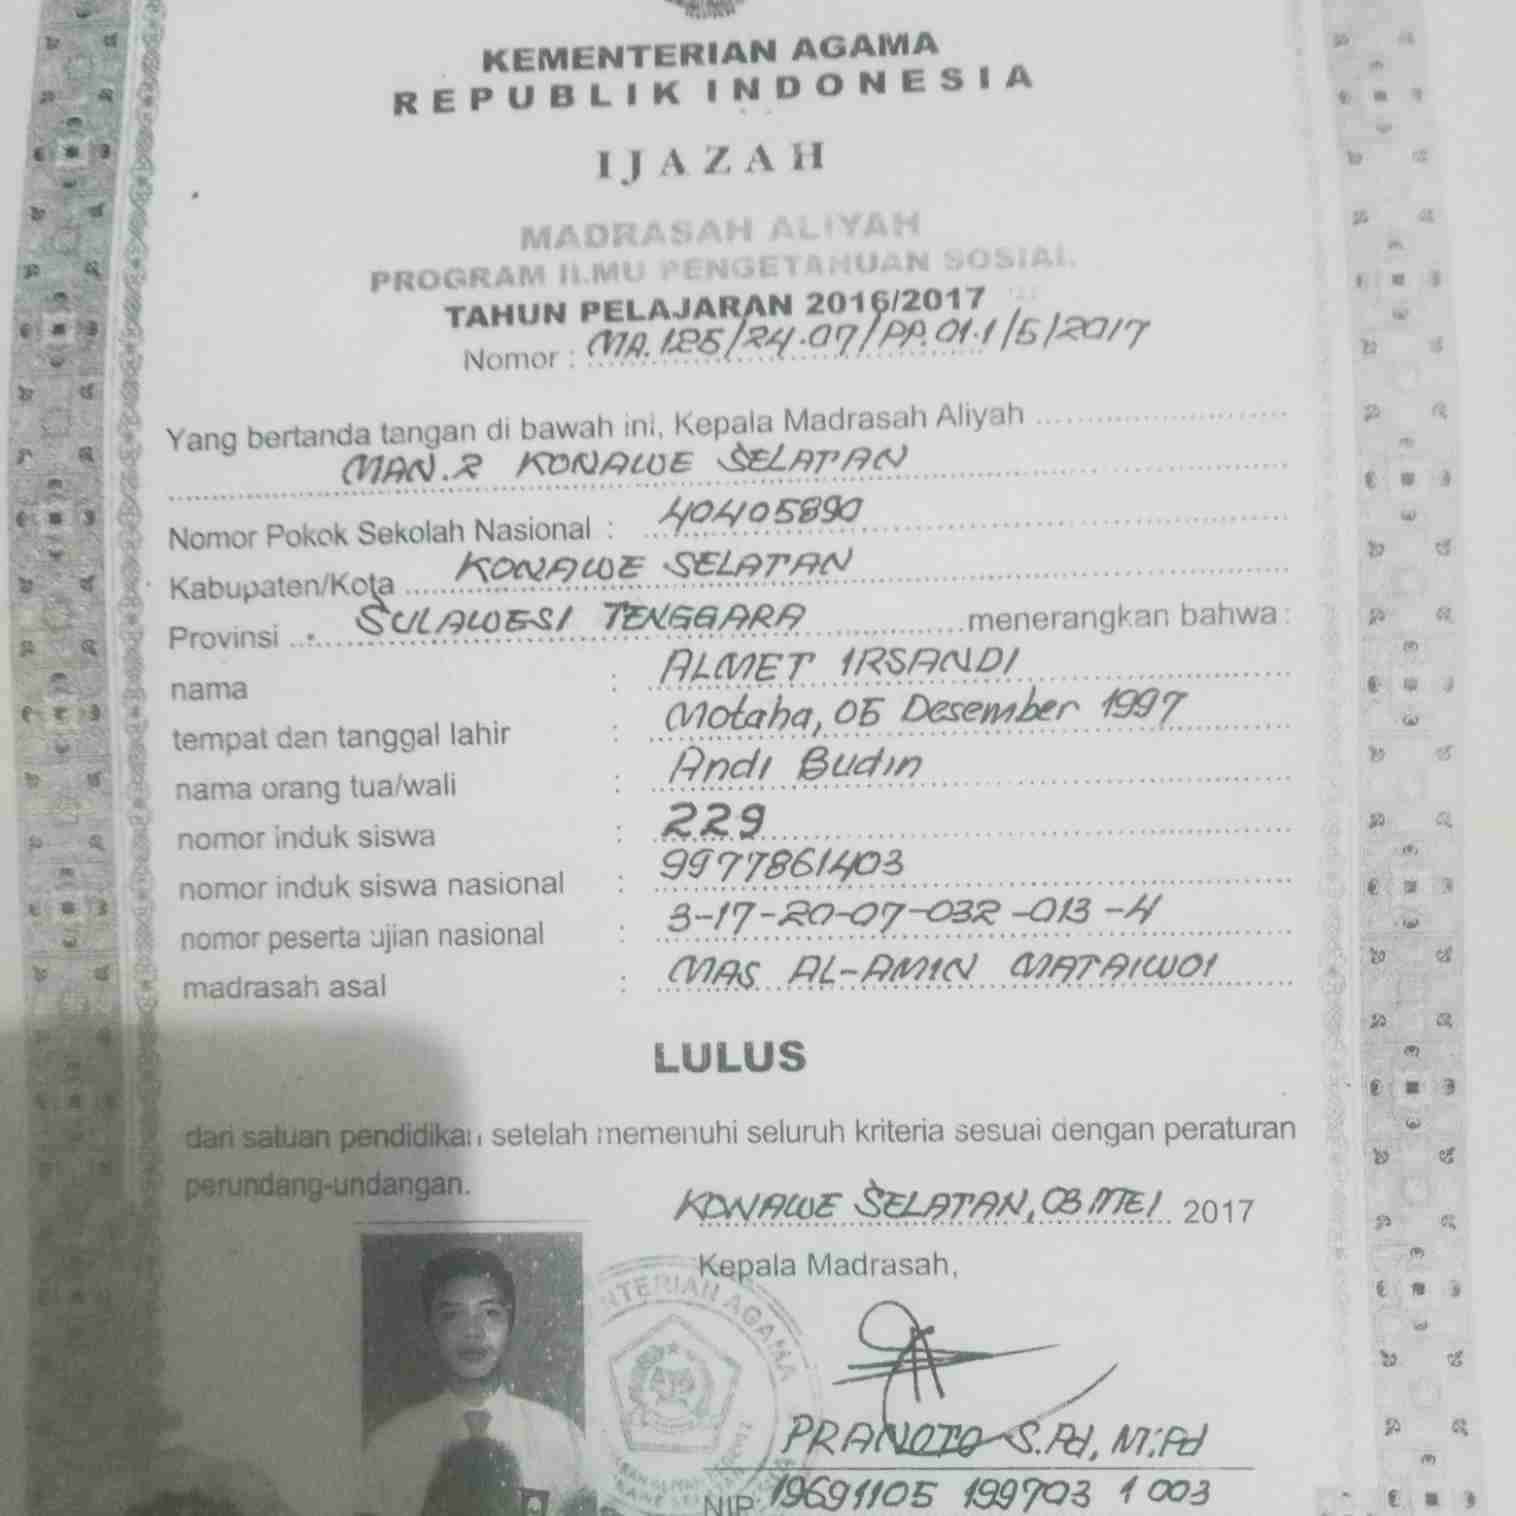 KEMENTERIAN AGAMA
REPUBLIK INDONESIA
IJAZAH
MADRASAH ALIYAH
PROGRAM ILMU PENGETAHUAN SOSIAL
TAHUN PELAJARAN 2016/2017
Nomor : MA.125/24.07/PP.01.1/5/2017
Yang bertanda tangan di bawah ini, Kepala Madrasah Aliyah
MAN.2 KONAWE SELATAN
Nomor Pokok Sekolah Nasional : 40405890
Kabupaten/Kota KONAWE SELATAN
Provinsi SULAWESI TENGGARA menerangkan bahwa :
nama : ALMET IRSANDI
tempat dan tanggal lahir : Motaha, 05 Desember 1997
nama orang tua/wali : Andi Budin
nomor induk siswa : 229
nomor induk siswa nasional : 9977861403
nomor peserta ujian nasional : 3-17-20-07-032-013-4
madrasah asal : MAS AL-AMIN MATAIWOI
LULUS
dari satuan pendidikan setelah memenuhi seluruh kriteria sesuai dengan peraturan
perundang-undangan.
KONAWE SELATAN, 03 MEI 2017
Kepala Madrasah,
NTERIAN AGAMA
PRANOTO S.Pd, M.Pd
NIP: 19691105 199703 1 003